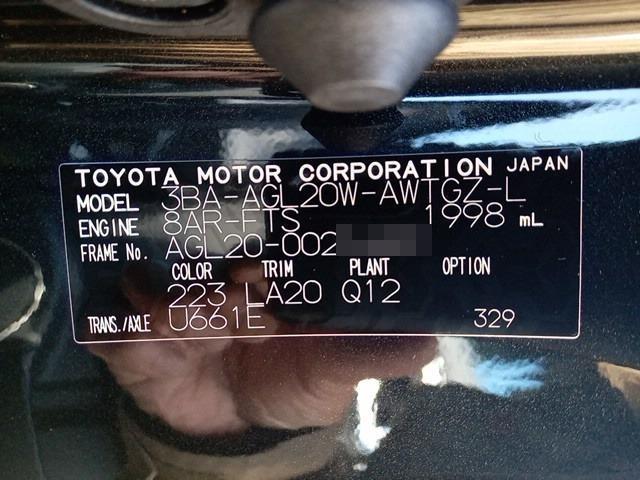 TOYOTA MOTOR CORPORATION JAPAN
MODEL 3BA-AGL20W-AWTGZ-L
ENGINE 8AR-FTS 1998 mL
FRAME No. AGL20-002
COLOR TRIM PLANT OPTION
223 LA20 Q12
TRANS./AXLE U661E 329